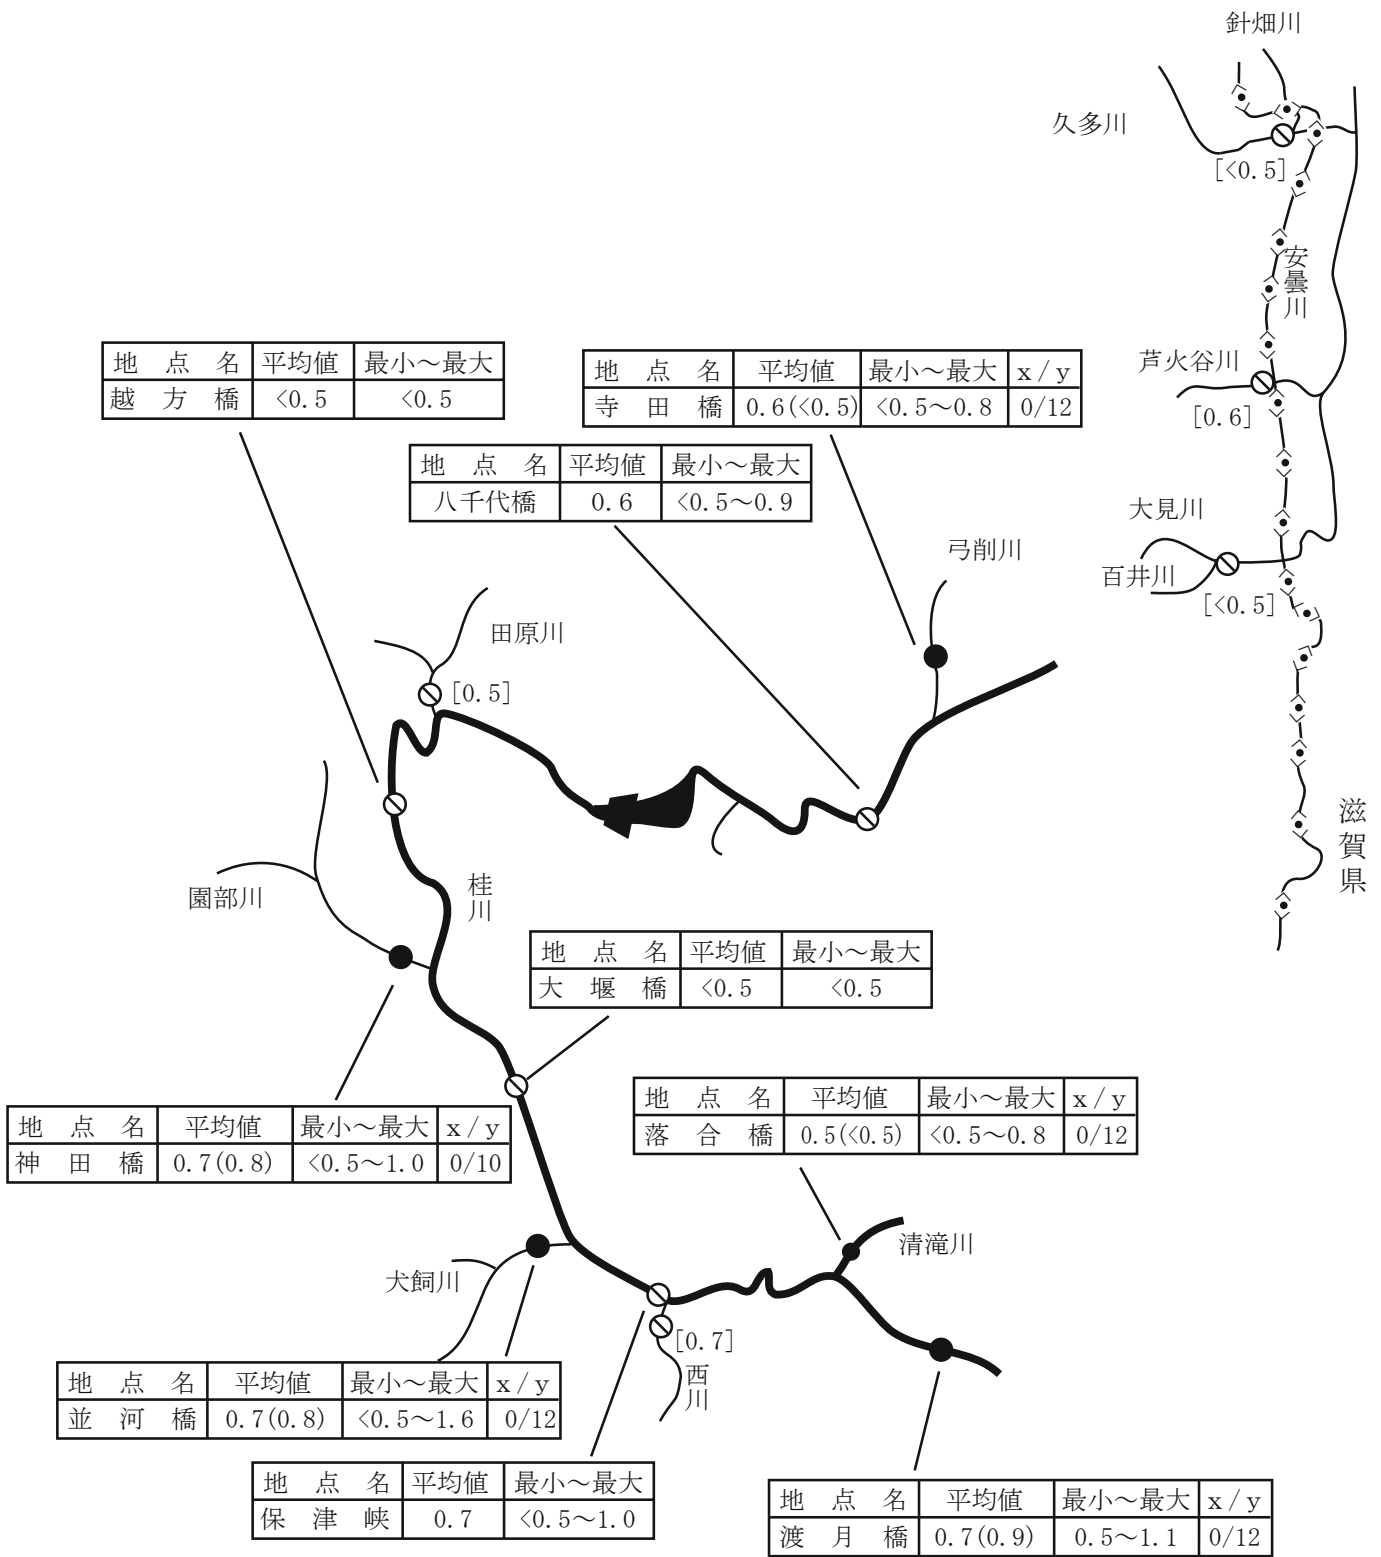 針畑川
久多川
[<0.5]
安曇川
地 点 名 平均値 最小～最大
越 方 橋 <0.5 <0.5
地 点 名 平均値 最小～最大 x/y
寺 田 橋 0.6(<0.5) <0.5～0.8 0/12
芦火谷川
[0.6]
地 点 名 平均値 最小～最大
八千代橋 0.6 <0.5～0.9
大見川
百井川
[<0.5]
弓削川
田原川
[0.5]
滋賀県
園部川
桂川
地 点 名 平均値 最小～最大
大 堰 橋 <0.5 <0.5
地 点 名 平均値 最小～最大 x/y
神 田 橋 0.7(0.8) <0.5～1.0 0/10
地 点 名 平均値 最小～最大 x/y
落 合 橋 0.5(<0.5) <0.5～0.8 0/12
清滝川
犬飼川
[0.7]
西川
地 点 名 平均値 最小～最大 x/y
並 河 橋 0.7(0.8) <0.5～1.6 0/12
地 点 名 平均値 最小～最大
保 津 峡 0.7 <0.5～1.0
地 点 名 平均値 最小～最大 x/y
渡 月 橋 0.7(0.9) 0.5～1.1 0/12